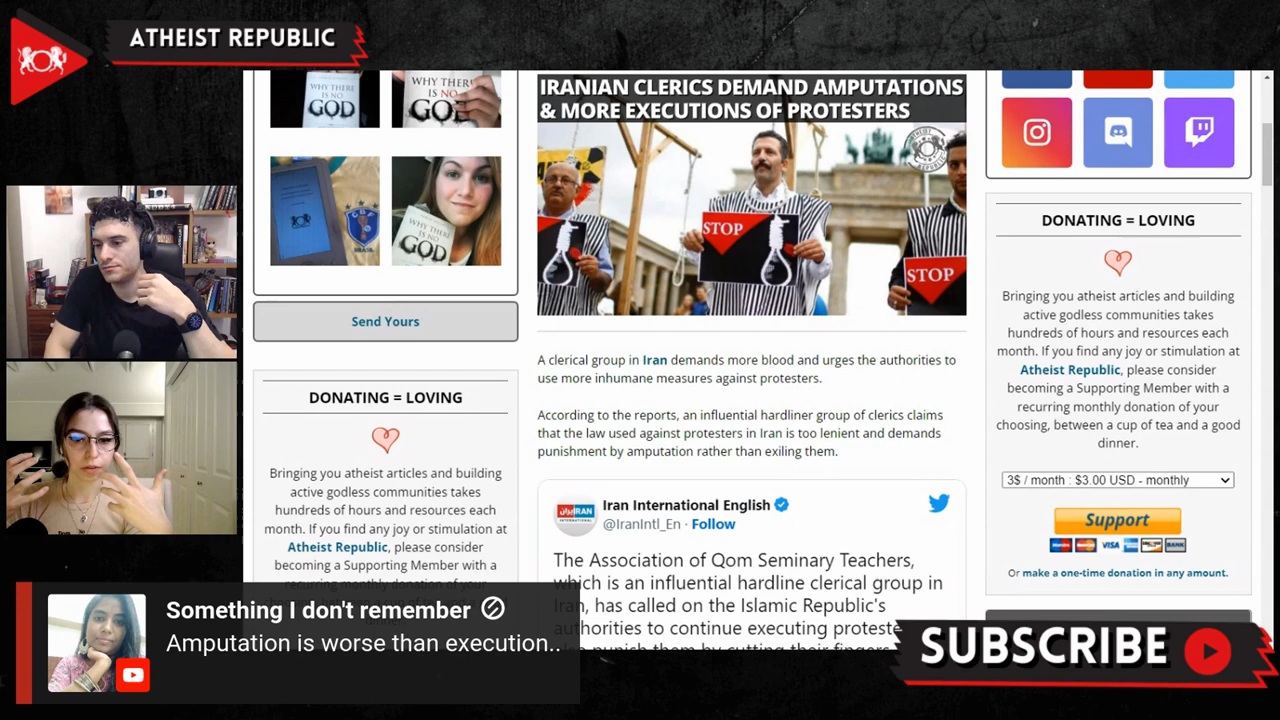 ATHEIST REPUBLIC
WHY THERE
IS NO
GOD
WHY THERE
IS NO
GOD
WHY THERE
IS NO
GOD
CBF
BRASIL
Send Yours
DONATING = LOVING
Bringing you atheist articles and building
active godless communities takes
hundreds of hours and resources each
month. If you find any joy or stimulation at
Atheist Republic, please consider
becoming a Supporting Member with a
recurring monthly donation of your
IRANIAN CLERICS DEMAND AMPUTATIONS
& MORE EXECUTIONS OF PROTESTERS
STOP
STOP
A clerical group in Iran demands more blood and urges the authorities to
use more inhumane measures against protesters.
According to the reports, an influential hardliner group of clerics claims
that the law used against protesters in Iran is too lenient and demands
punishment by amputation rather than exiling them.
Iran International English
@IranIntl_En · Follow
The Association of Qom Seminary Teachers,
which is an influential hardline clerical group in
Iran, has called on the Islamic Republic's
authorities to continue executing proteste
DONATING = LOVING
Bringing you atheist articles and building
active godless communities takes
hundreds of hours and resources each
month. If you find any joy or stimulation at
Atheist Republic, please consider
becoming a Supporting Member with a
recurring monthly donation of your
choosing, between a cup of tea and a good
dinner.
3$ / month : $3.00 USD - monthly
Support
VISA
BANK
Or make a one-time donation in any amount.
Something I don't remember
Amputation is worse than execution..
SUBSCRIBE